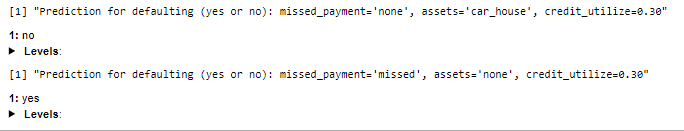 [1] "Prediction for defaulting (yes or no): missed_payment='none', assets='car_house', credit_utilize=0.30"
1: no
▶ Levels:
[1] "Prediction for defaulting (yes or no): missed_payment='missed', assets='none', credit_utilize=0.30"
1: yes
▶ Levels: